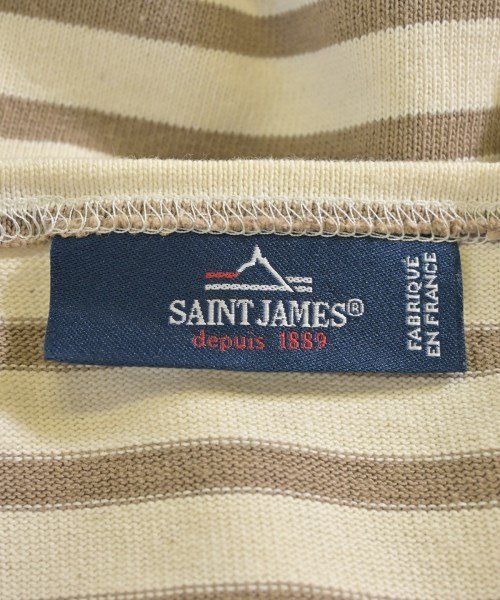 SAINT JAMES®
depuis 1889
FABRIQUÉ
EN FRANCE